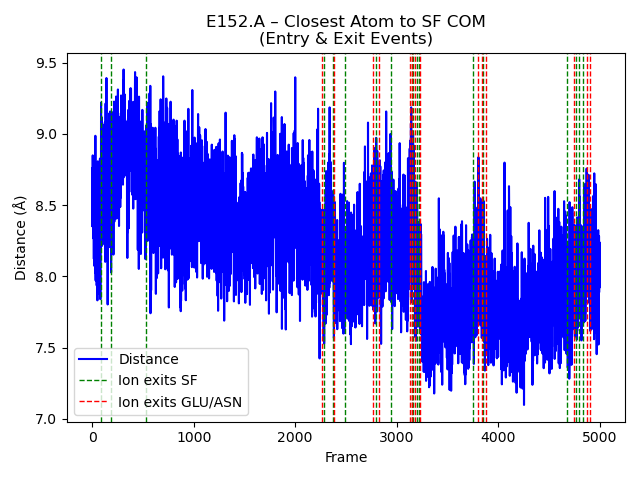 E152.A – Closest Atom to SF COM
(Entry & Exit Events)
9.5
9.0
8.5
8.0
7.5
7.0
Distance (Å)
Distance
Ion exits SF
Ion exits GLU/ASN
0
1000
2000
3000
4000
5000
Frame